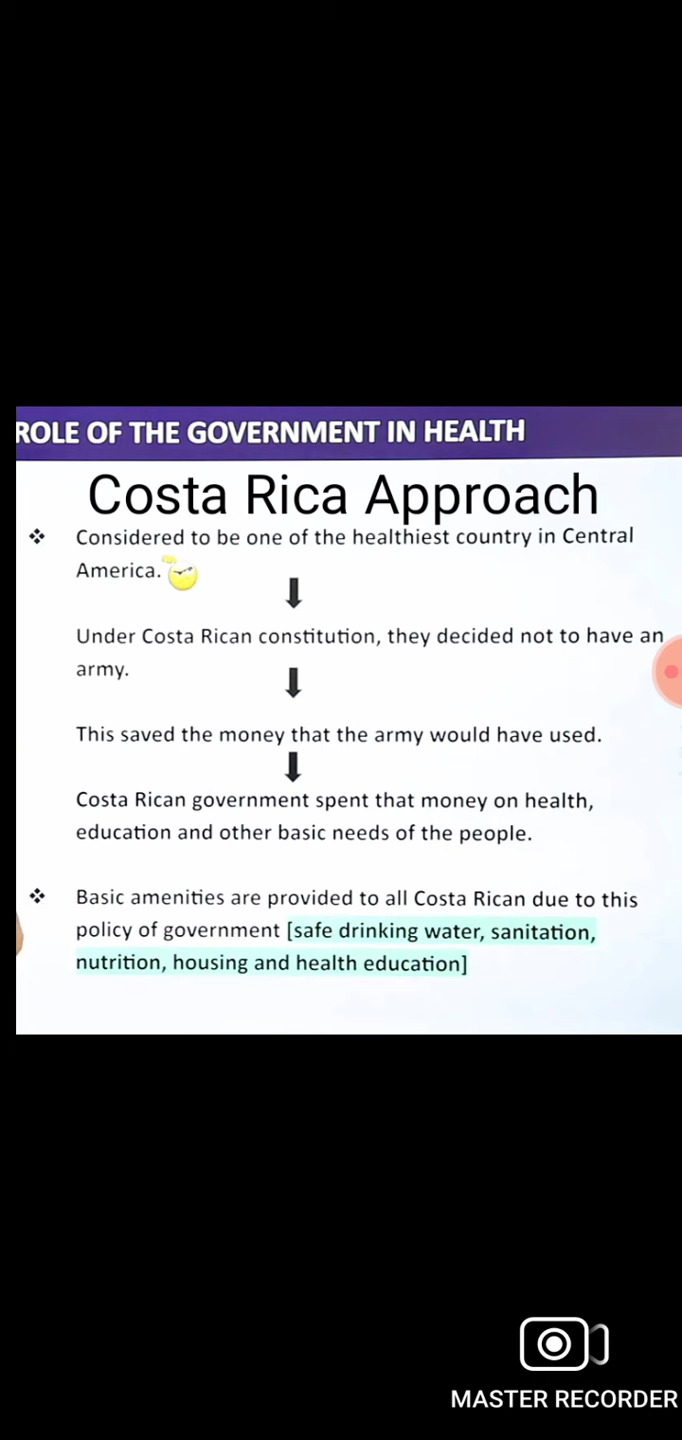 ROLE OF THE GOVERNMENT IN HEALTH
Costa Rica Approach
❖ Considered to be one of the healthiest country in Central
America.
Under Costa Rican constitution, they decided not to have an
army.
This saved the money that the army would have used.
Costa Rican government spent that money on health,
education and other basic needs of the people.
❖ Basic amenities are provided to all Costa Rican due to this
policy of government [safe drinking water, sanitation,
nutrition, housing and health education]
MASTER RECORDER